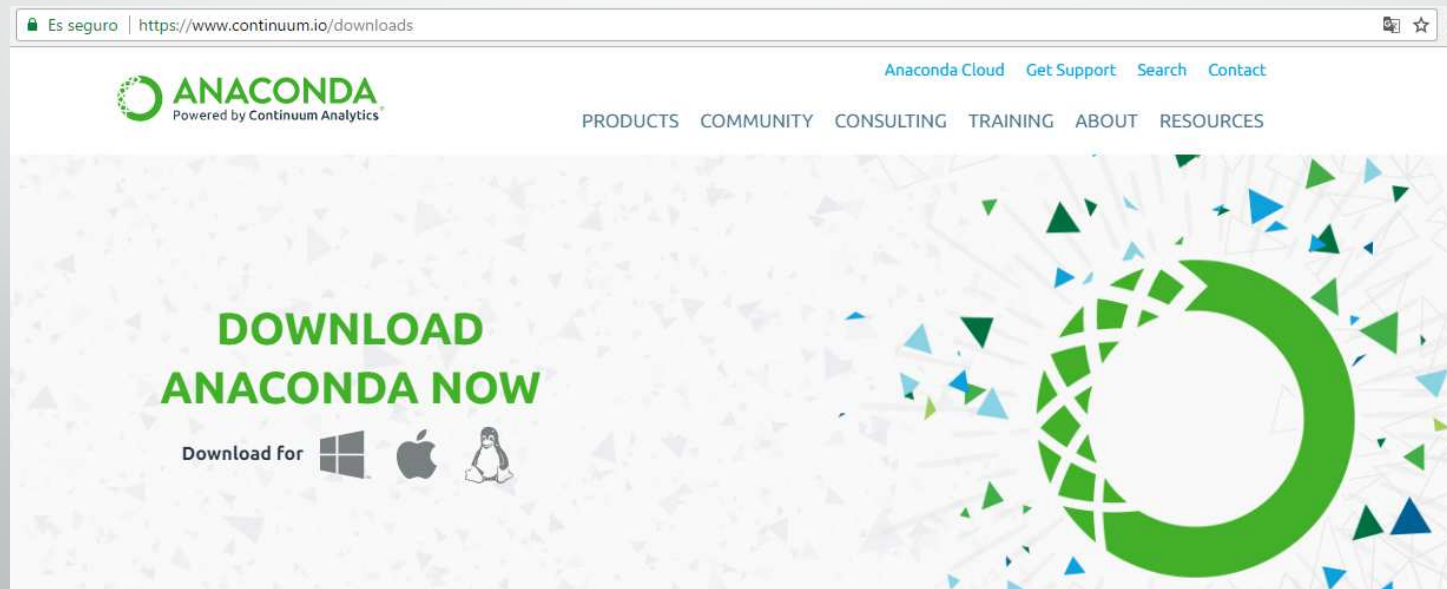 Es seguro | https://www.continuum.io/downloads
Anaconda Cloud Get Support Search Contact
ANACONDA
Powered by Continuum Analytics®
PRODUCTS COMMUNITY CONSULTING TRAINING ABOUT RESOURCES
DOWNLOAD
ANACONDA NOW
Download for